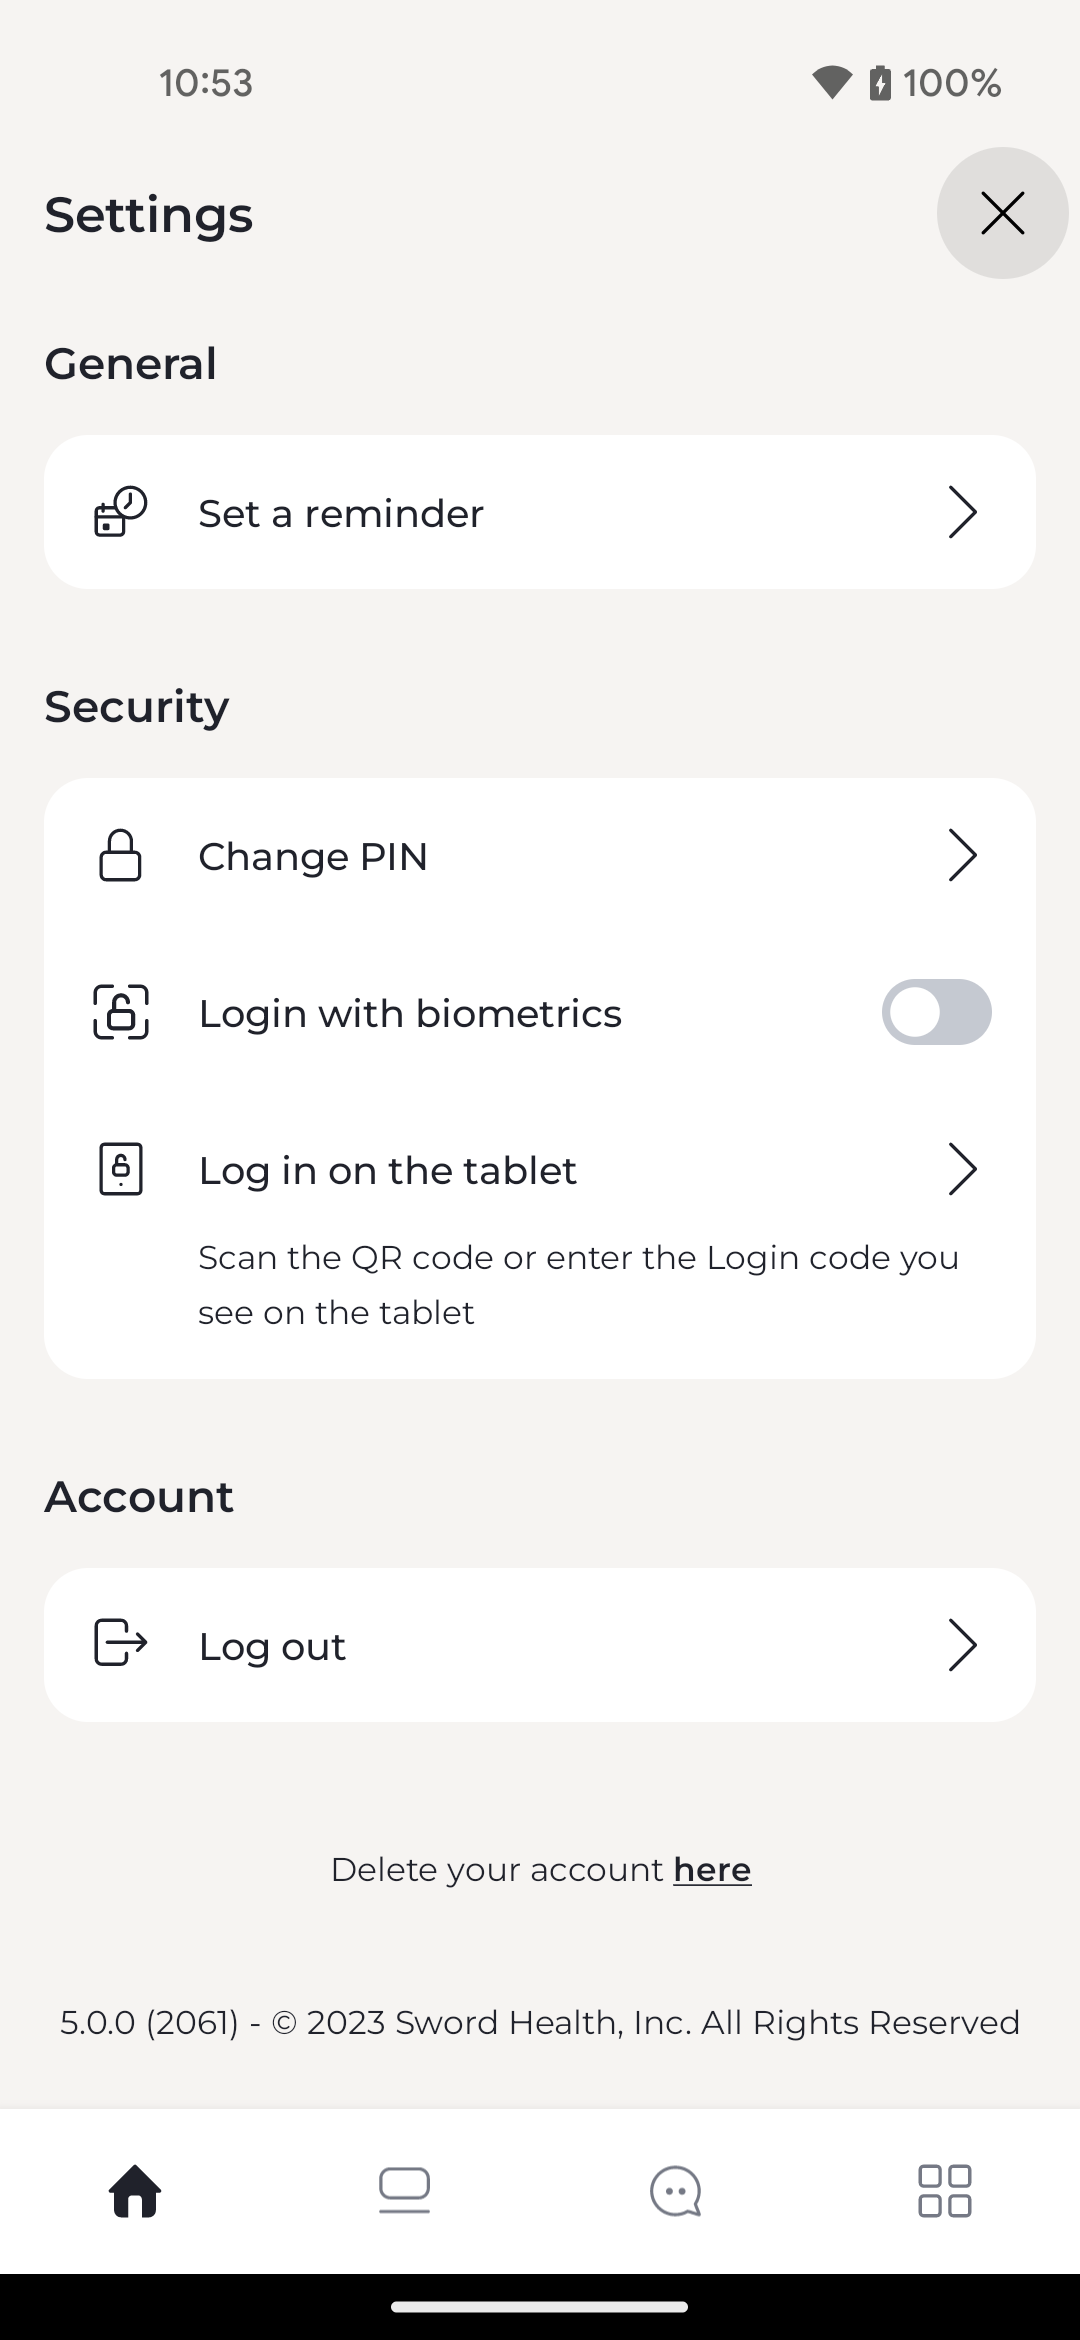 10:53
100%
Settings
General
Set a reminder
Security
Change PIN
Login with biometrics
Log in on the tablet
Scan the QR code or enter the Login code you
see on the tablet
Account
Log out
Delete your account here
5.0.0 (2061) - © 2023 Sword Health, Inc. All Rights Reserved